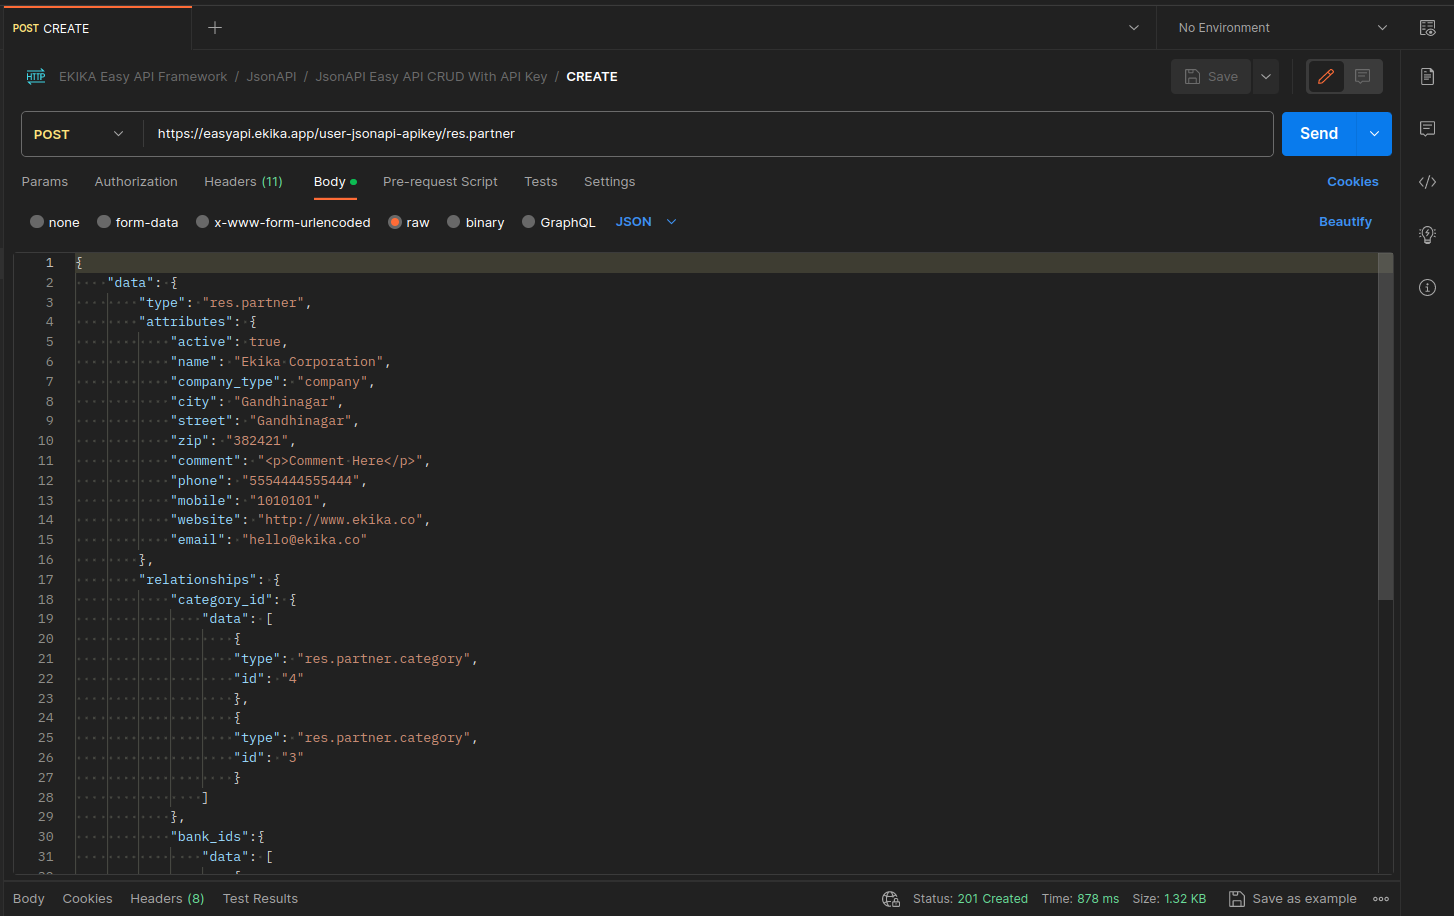 POST CREATE
No Environment
HTTP EKIKA Easy API Framework / JsonAPI / JsonAPI Easy API CRUD With API Key / CREATE
Save
POST https://easyapi.ekika.app/user-jsonapi-apikey/res.partner
Send
Params Authorization Headers (11) Body Pre-request Script Tests Settings
Cookies
none form-data x-www-form-urlencoded raw binary GraphQL JSON
Beautify
1 {
2 "data": {
3 "type": "res.partner",
4 "attributes": {
5 "active": true,
6 "name": "Ekika Corporation",
7 "company_type": "company",
8 "city": "Gandhinagar",
9 "street": "Gandhinagar",
10 "zip": "382421",
11 "comment": "<p>Comment Here</p>",
12 "phone": "5554444555444",
13 "mobile": "1010101",
14 "website": "http://www.ekika.co",
15 "email": "hello@ekika.co"
16 },
17 "relationships": {
18 "category_id": {
19 "data": [
20 {
21 "type": "res.partner.category",
22 "id": "4"
23 },
24 {
25 "type": "res.partner.category",
26 "id": "3"
27 }
28 ]
29 },
30 "bank_ids":{
31 "data": [
Body Cookies Headers (8) Test Results
Status: 201 Created Time: 878 ms Size: 1.32 KB Save as example